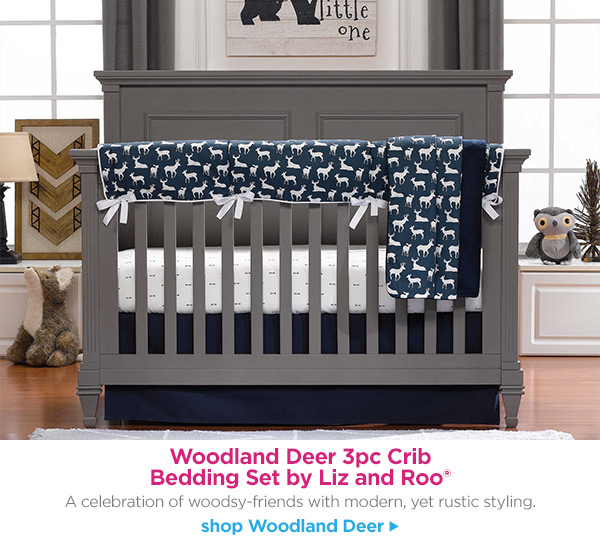 little
one
Woodland Deer 3pc Crib
Bedding Set by Liz and Roo®
A celebration of woodsy-friends with modern, yet rustic styling.
shop Woodland Deer ▶